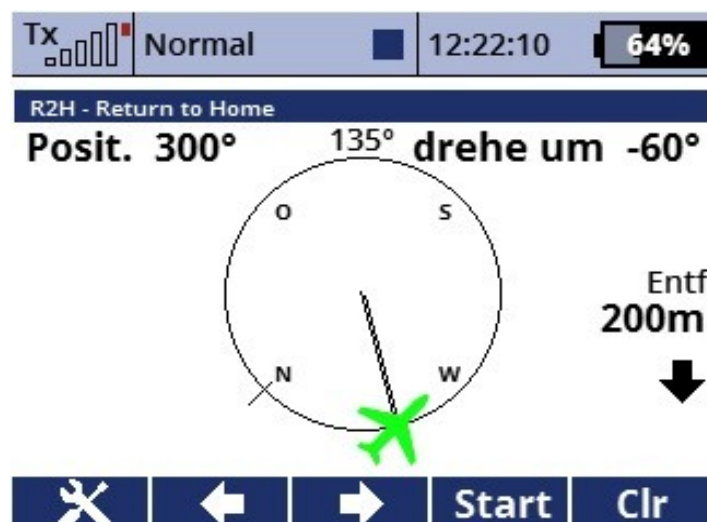 Tx Normal 12:22:10 64%
R2H - Return to Home
Posit. 300° 135° drehe um -60°
O S
Entf
200m
N W
Start Clr